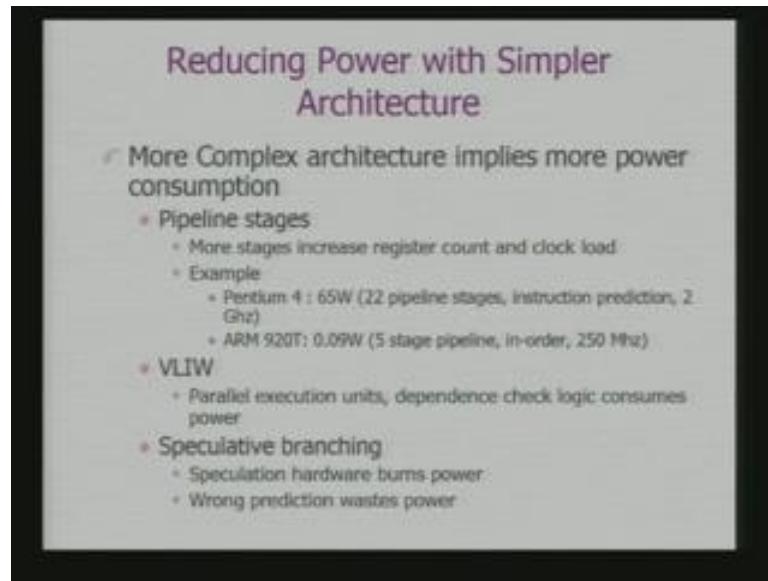 Reducing Power with Simpler
Architecture
More Complex architecture implies more power
consumption
Pipeline stages
More stages increase register count and clock load
Example
Pentium 4 : 65W (22 pipeline stages, instruction prediction, 2
Ghz)
ARM 920T: 0.09W (5 stage pipeline, in-order, 250 Mhz)
VLIW
Parallel execution units, dependence check logic consumes
power
Speculative branching
Speculation hardware burns power
Wrong prediction wastes power